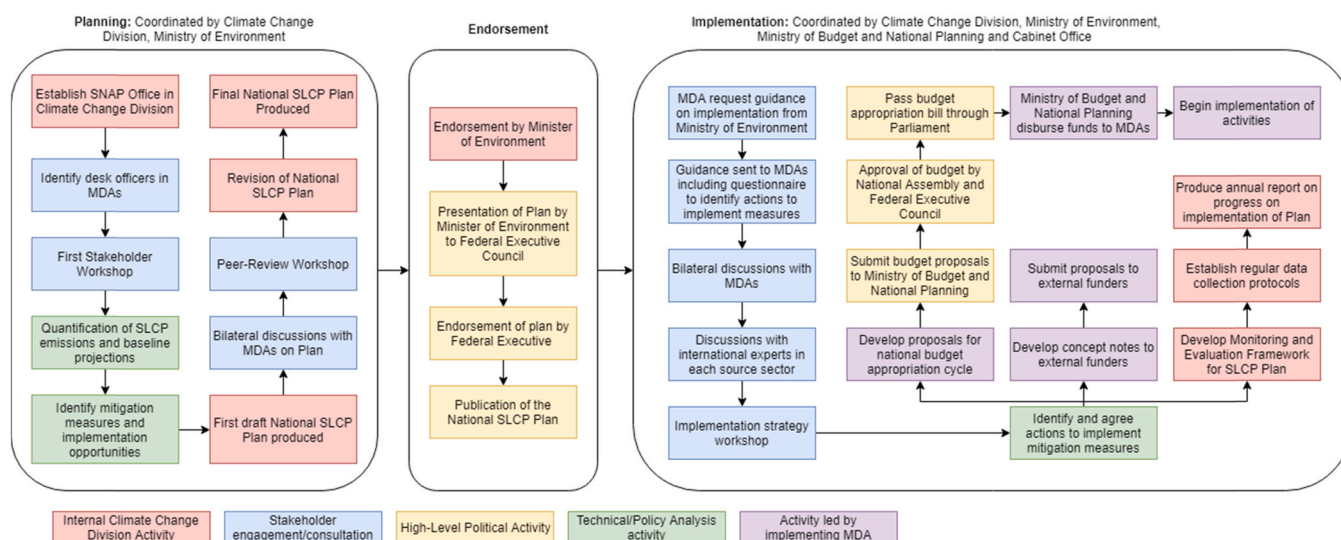 Planning: Coordinated by Climate Change
Division, Ministry of Environment
Establish SNAP Office in
Climate Change Division
Identify desk officers in
MDAs
First Stakeholder
Workshop
Quantification of SLCP
emissions and baseline
projections
Identify mitigation
measures and
implementation
opportunities
First draft National SLCP
Plan produced
Bilateral discussions with
MDAs on Plan
Peer-Review Workshop
Revision of National
SLCP Plan
Final National SLCP Plan
Produced
Endorsement
Endorsement by Minister
of Environment
Presentation of Plan by
Minister of Environment
to Federal Executive
Council
Endorsement of plan by
Federal Executive
Publication of the
National SLCP Plan
Implementation: Coordinated by Climate Change Division, Ministry of Environment,
Ministry of Budget and National Planning and Cabinet Office
MDA request guidance
on implementation from
Ministry of Environment
Guidance sent to MDAs
including questionnaire
to identify actions to
implement measures
Bilateral discussions with
MDAs
Discussions with
international experts in
each source sector
Implementation strategy
workshop
Identify and agree
actions to implement
mitigation measures
Develop proposals for
national budget
appropriation cycle
Submit budget proposals
to Ministry of Budget and
National Planning
Approval of budget by
National Assembly and
Federal Executive
Council
Pass budget
appropriation bill through
Parliament
Ministry of Budget and
National Planning
disburse funds to MDAs
Begin implementation of
activities
Develop concept notes to
external funders
Submit proposals to
external funders
Develop Monitoring and
Evaluation Framework
for SLCP Plan
Establish regular data
collection protocols
Produce annual report on
progress on
implementation of Plan
Internal Climate Change
Division Activity
Stakeholder
engagement/consultation
High-Level Political Activity
Technical/Policy Analysis
activity
Activity led by
implementing MDA